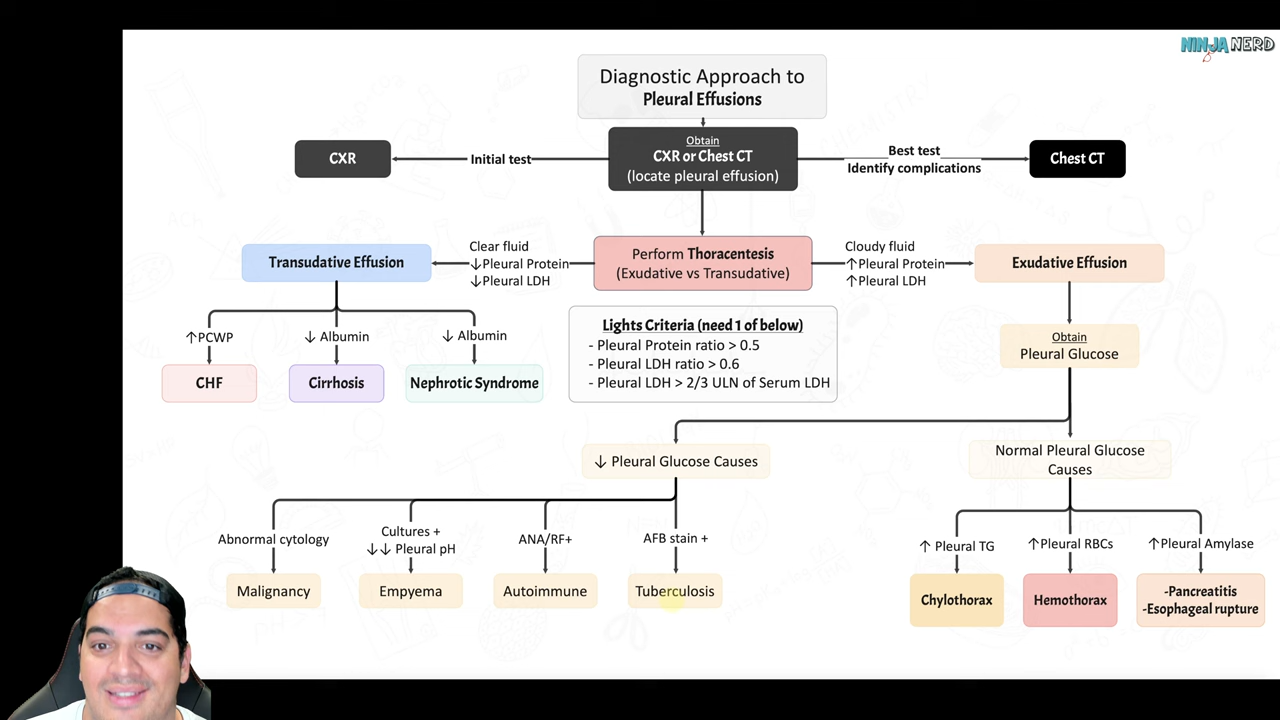 NINJA NERD
Diagnostic Approach to
Pleural Effusions
Obtain
CXR or Chest CT
(locate pleural effusion)
CXR
Initial test
Best test
Identify complications
Chest CT
Perform Thoracentesis
(Exudative vs Transudative)
Transudative Effusion
Clear fluid
↓Pleural Protein
↓Pleural LDH
Cloudy fluid
↑Pleural Protein
↑Pleural LDH
Exudative Effusion
Lights Criteria (need 1 of below)
- Pleural Protein ratio > 0.5
- Pleural LDH ratio > 0.6
- Pleural LDH > 2/3 ULN of Serum LDH
↑PCWP
↓ Albumin
↓ Albumin
CHF
Cirrhosis
Nephrotic Syndrome
Obtain
Pleural Glucose
↓ Pleural Glucose Causes
Normal Pleural Glucose
Causes
Abnormal cytology
Cultures +
↓↓ Pleural pH
ANA/RF+
AFB stain +
Malignancy
Empyema
Autoimmune
Tuberculosis
↑ Pleural TG
↑Pleural RBCs
↑Pleural Amylase
Chylothorax
Hemothorax
-Pancreatitis
-Esophageal rupture